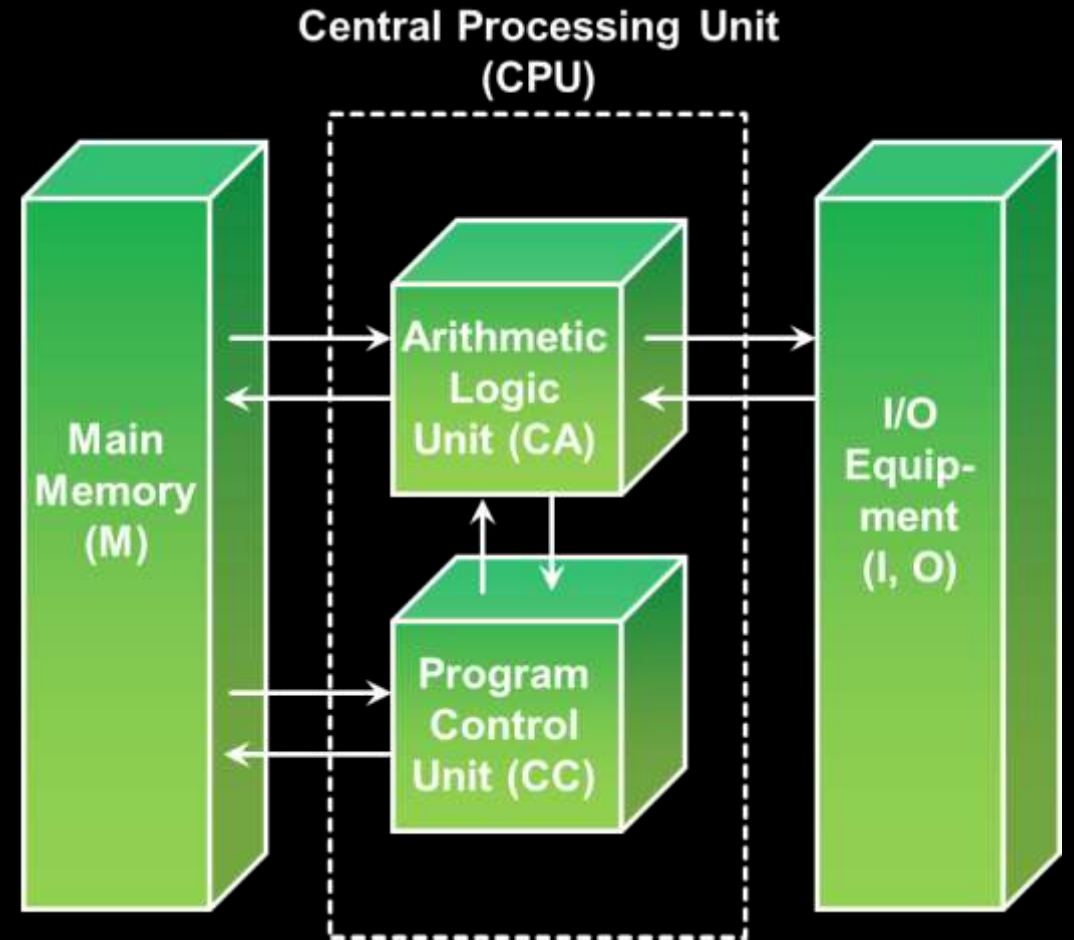 Central Processing Unit
(CPU)
Main
Memory
(M)
Arithmetic
Logic
Unit (CA)
Program
Control
Unit (CC)
I/O
Equip-
ment
(I, O)